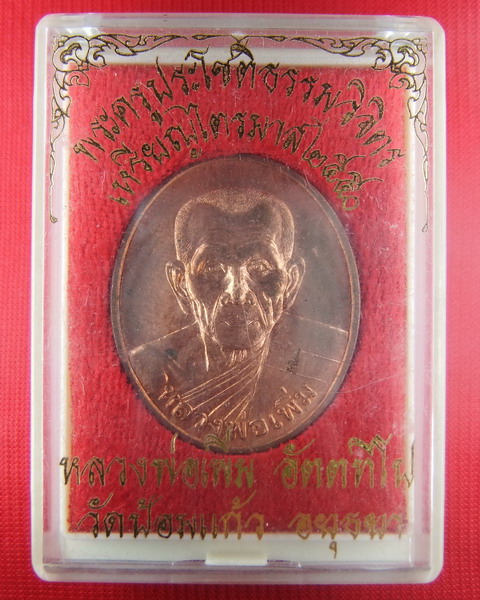 พระครูประโชติธรรมวิจิตร
เหรียญไตรมาส๒๕๕๐
หลวงพ่อเพิ่ม
หลวงพ่อเพิ่ม อัตตทีโป
วัดป้อมแก้ว อยุธยา